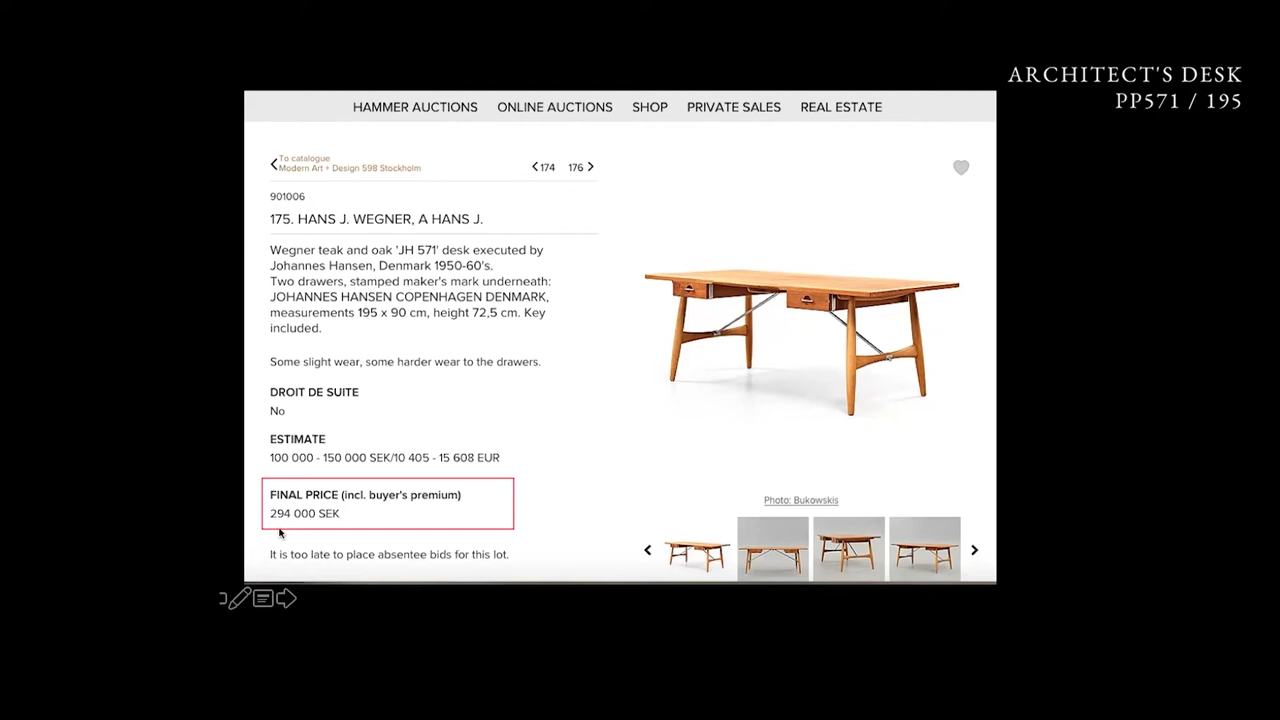 ARCHITECT'S DESK
PP571 / 195
HAMMER AUCTIONS ONLINE AUCTIONS SHOP PRIVATE SALES REAL ESTATE
To catalogue
Modern Art + Design 598 Stockholm
174 176
901006
175. HANS J. WEGNER, A HANS J.
Wegner teak and oak 'JH 571' desk executed by
Johannes Hansen, Denmark 1950-60's.
Two drawers, stamped maker's mark underneath:
JOHANNES HANSEN COPENHAGEN DENMARK,
measurements 195 x 90 cm, height 72,5 cm. Key
included.
Some slight wear, some harder wear to the drawers.
DROIT DE SUITE
No
ESTIMATE
100 000 - 150 000 SEK/10 405 - 15 608 EUR
FINAL PRICE (incl. buyer's premium)
294 000 SEK
It is too late to place absentee bids for this lot.
Photo: Bukowskis